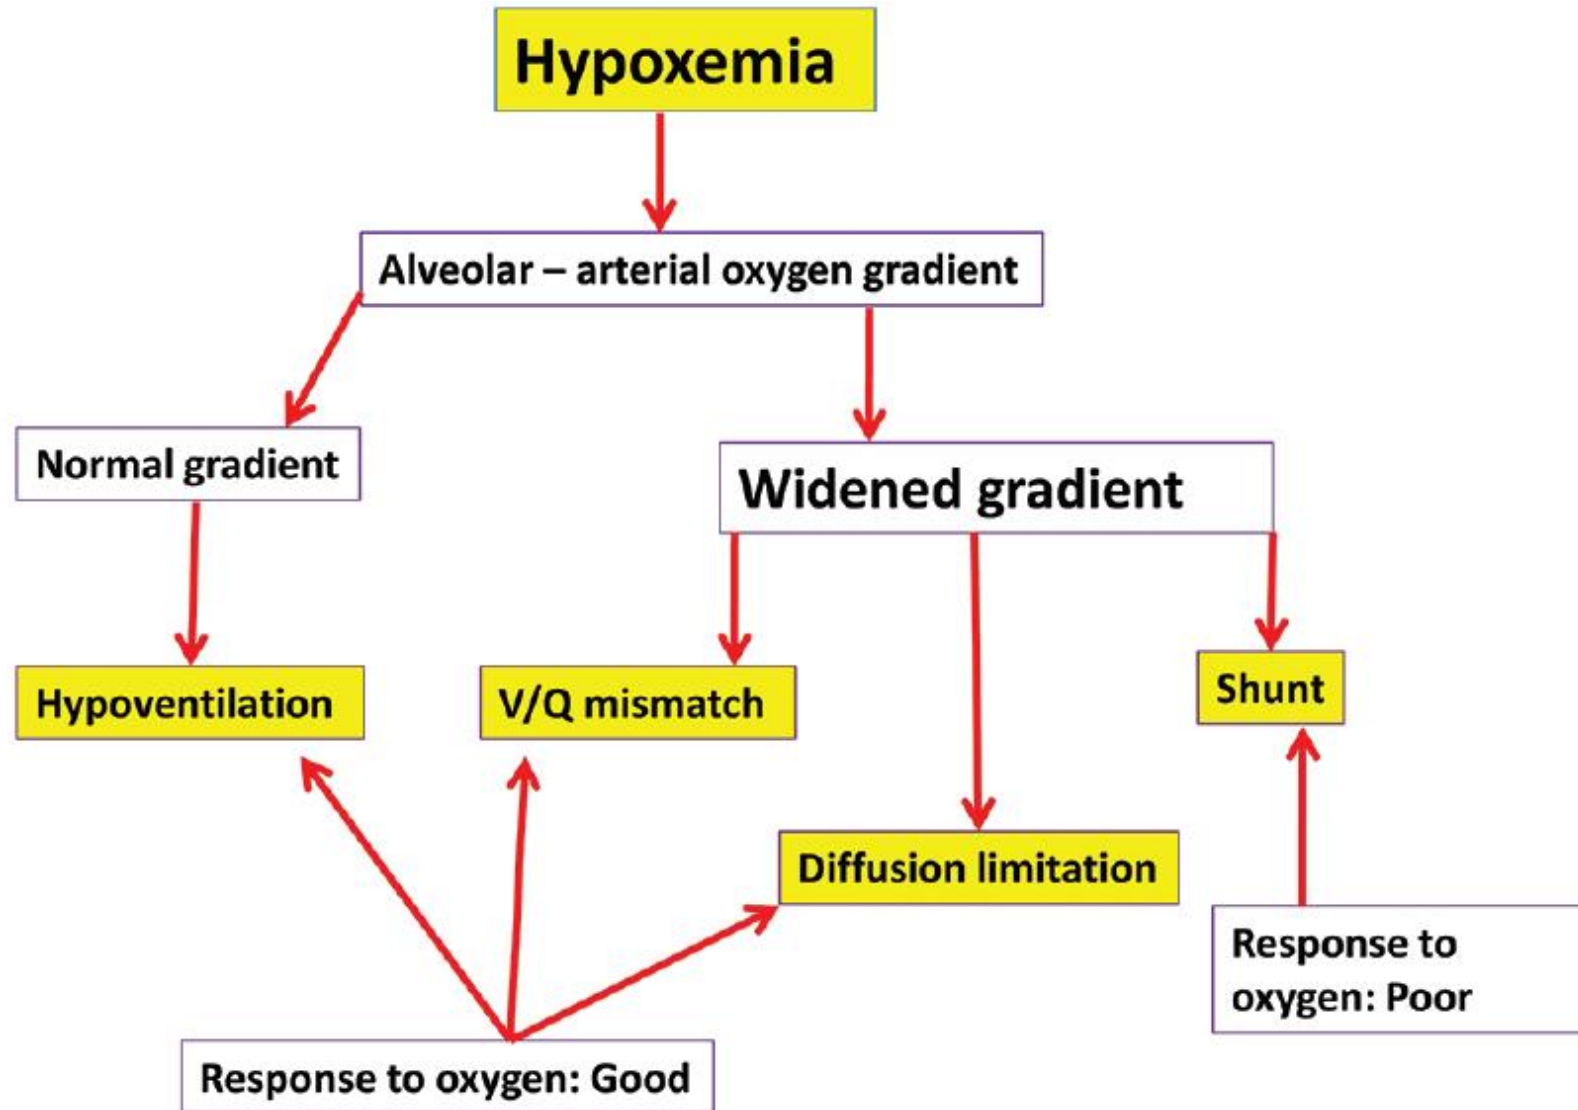 Hypoxemia
Alveolar – arterial oxygen gradient
Normal gradient
Widened gradient
Hypoventilation
V/Q mismatch
Shunt
Diffusion limitation
Response to
oxygen: Poor
Response to oxygen: Good